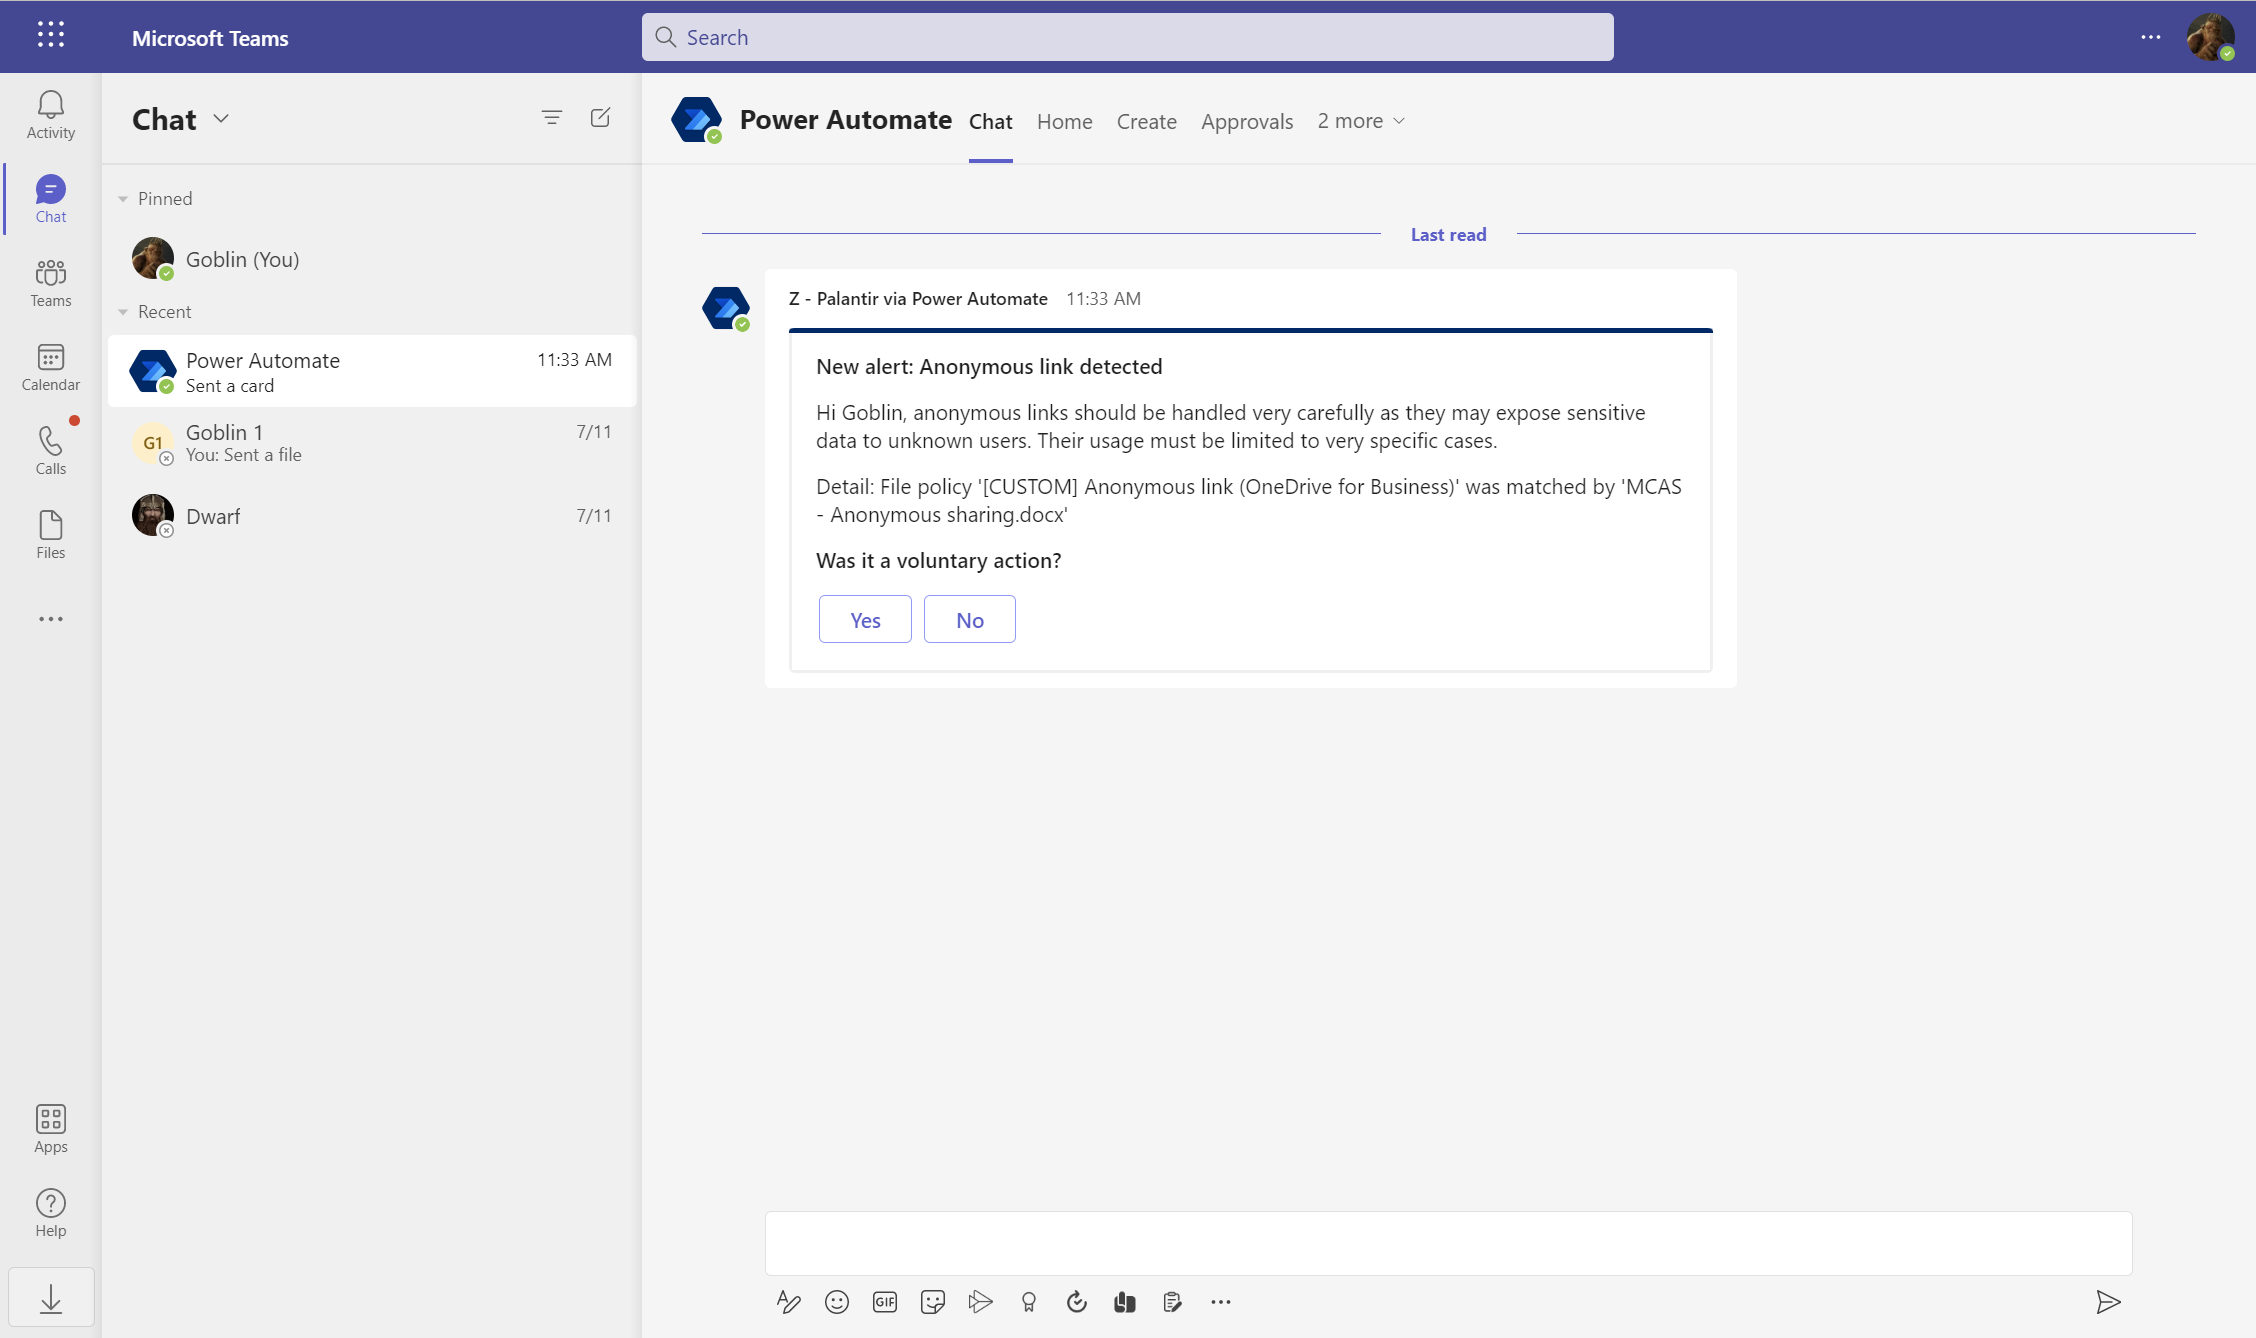 Microsoft Teams
Search
Activity
Chat
Teams
Calendar
Calls
Files
Apps
Help
Chat
Pinned
Goblin (You)
Recent
Power Automate 11:33 AM
Sent a card
G1
Goblin 1 7/11
You: Sent a file
Dwarf 7/11
Power Automate Chat Home Create Approvals 2 more
Last read
Z - Palantir via Power Automate 11:33 AM
New alert: Anonymous link detected
Hi Goblin, anonymous links should be handled very carefully as they may expose sensitive
data to unknown users. Their usage must be limited to very specific cases.
Detail: File policy '[CUSTOM] Anonymous link (OneDrive for Business)' was matched by 'MCAS
- Anonymous sharing.docx'
Was it a voluntary action?
Yes No
GIF